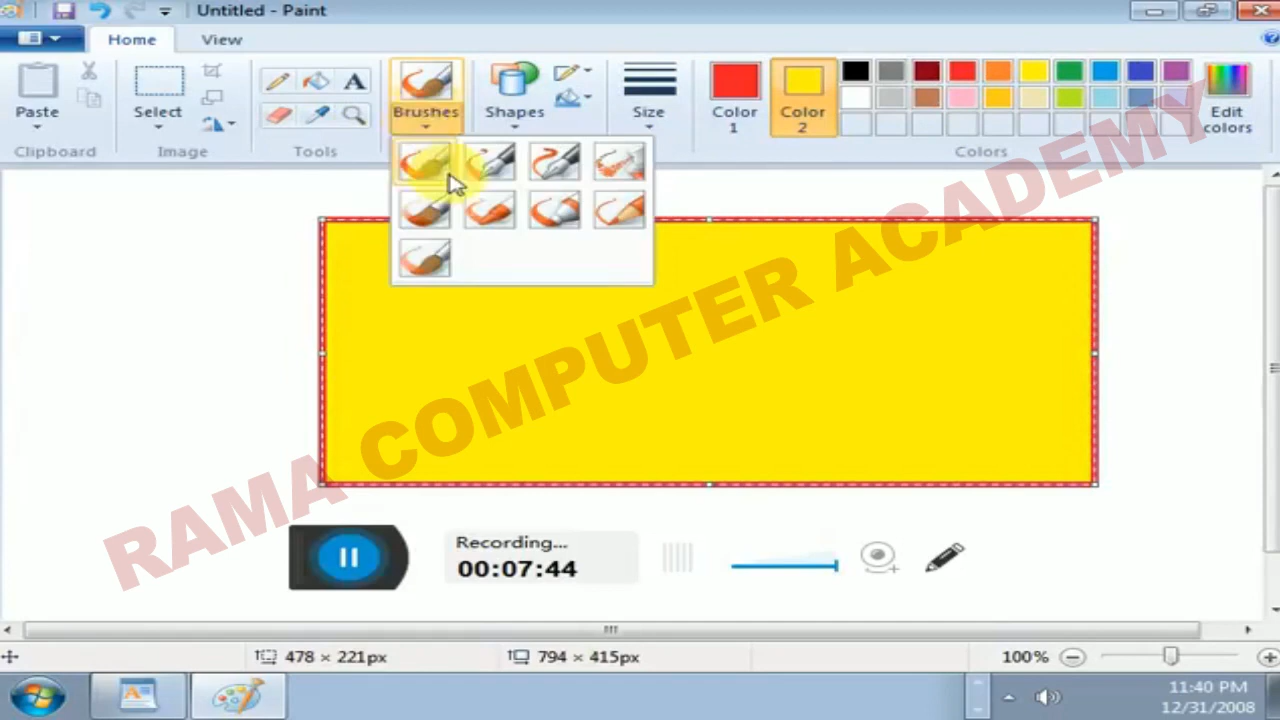 Untitled - Paint
Home
View
Paste
Select
A
Brushes
Shapes
Size
Color
1
Color
2
Edit
colors
Clipboard
Image
Tools
Colors
RAMA COMPUTER ACADEMY
Recording...
00:07:44
478 × 221px
794 × 415px
100%
11:40 PM
12/31/2008